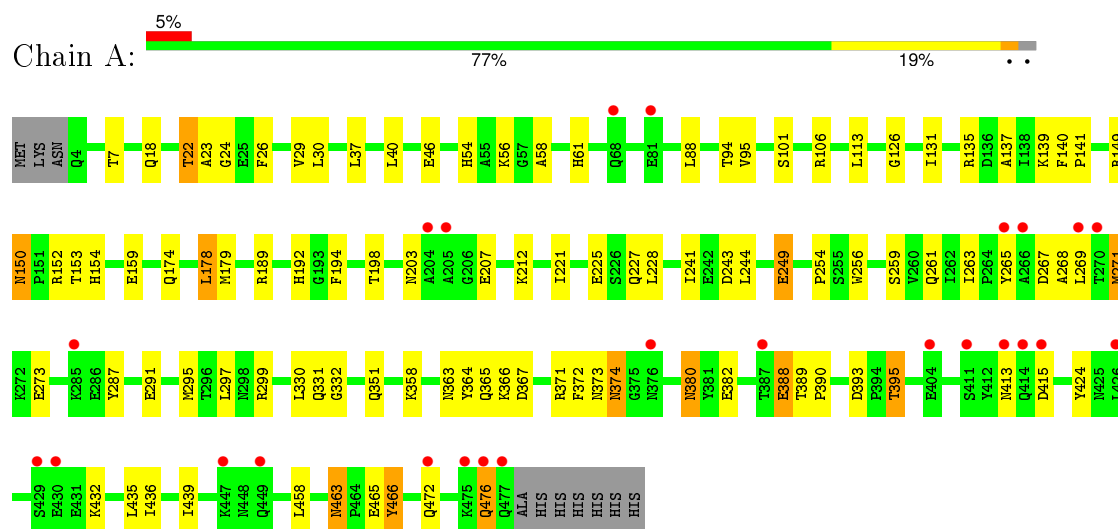 5%
Chain A:
77% 19% • •
MET LYS ASN Q4 T7 Q18 T22 A23 G24 E25 F26 V29 L30 L37 L40 E46 H54 A55 K56 G57 A58 H61 Q68 E81 L88 T94 V95 S101 R106 L113 G126 I131 R135 D136 A137 I138 K139 F140 P141
N150 P151 R152 T153 H154 E159 Q174 L178 M179 R189 H192 G193 F194 T198 N203 A204 A205 G206 E207 K212 I221 E225 S226 Q227 L228 I241 E242 D243 L244 E249 P254 S255 W256 S259 V260 Q261 I262 I263 P264 Y265 A266 D267 A268 L269 T270
K272 E273 K285 E286 Y287 E291 M295 T296 L297 N298 R299 L330 Q331 G332 Q351 K358 N363 Y364 Q365 K366 D367 R371 F372 N373 N374 G375 N376 N380 Y381 E382 E383 T387 T389 P390 D393 P394 T395 E404 S411 Y412 N413 Q414 D415 Y424 N425
S429 E430 E431 K432 L435 I436 I439 K447 N448 Q449 L458 N463 P464 E465 Y466 Q472 K475 Q476 Q477 ALA HIS HIS HIS HIS HIS HIS